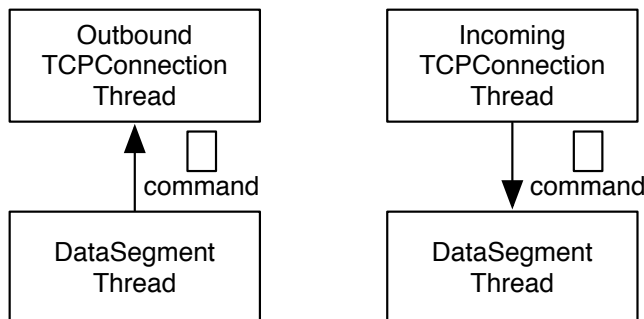 Outbound
TCPConnection
Thread
command
DataSegment
Thread
Incoming
TCPConnection
Thread
command
DataSegment
Thread